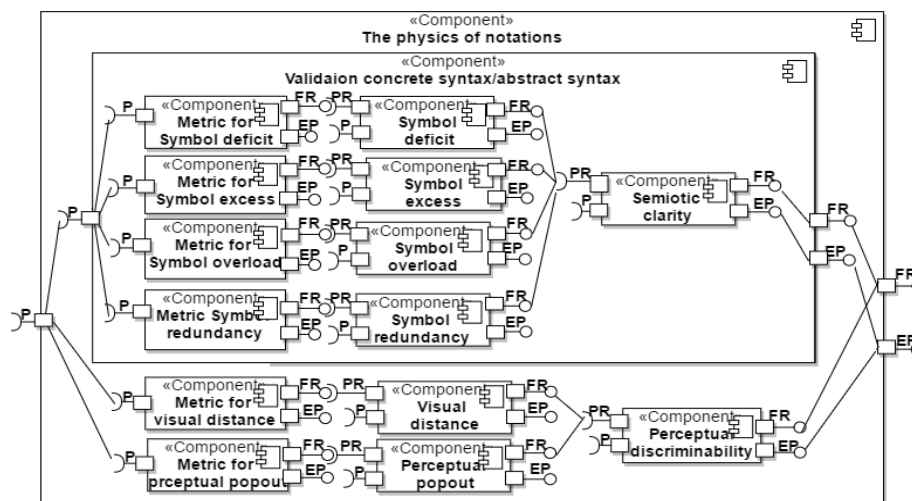 «Component»
The physics of notations
«Component»
Validaion concrete syntax/abstract syntax
P «Component» FR PR «Component» FR
Metric for EP P Symbol EP
Symbol deficit deficit
P «Component» FR PR «Component» FR PR «Component» FR
Metric for EP P Symbol EP P Semiotic EP
Symbol excess excess clarity
P P FR
P «Component» FR PR «Component» FR
Metric for EP P Symbol EP EP
Symbol overload overload
FR
P «Component» FR PR «Component» FR
Metric Symbol EP P Symbol EP
redundancy redundancy
P EP
P «Component» FR PR «Component» FR
Metric for EP P Visual EP
visual distance distance
PR «Component» FR
P Perceptual EP
discriminability
P «Component» FR PR «Component» FR
Metric for EP P Perceptual EP
prceptual popout popout